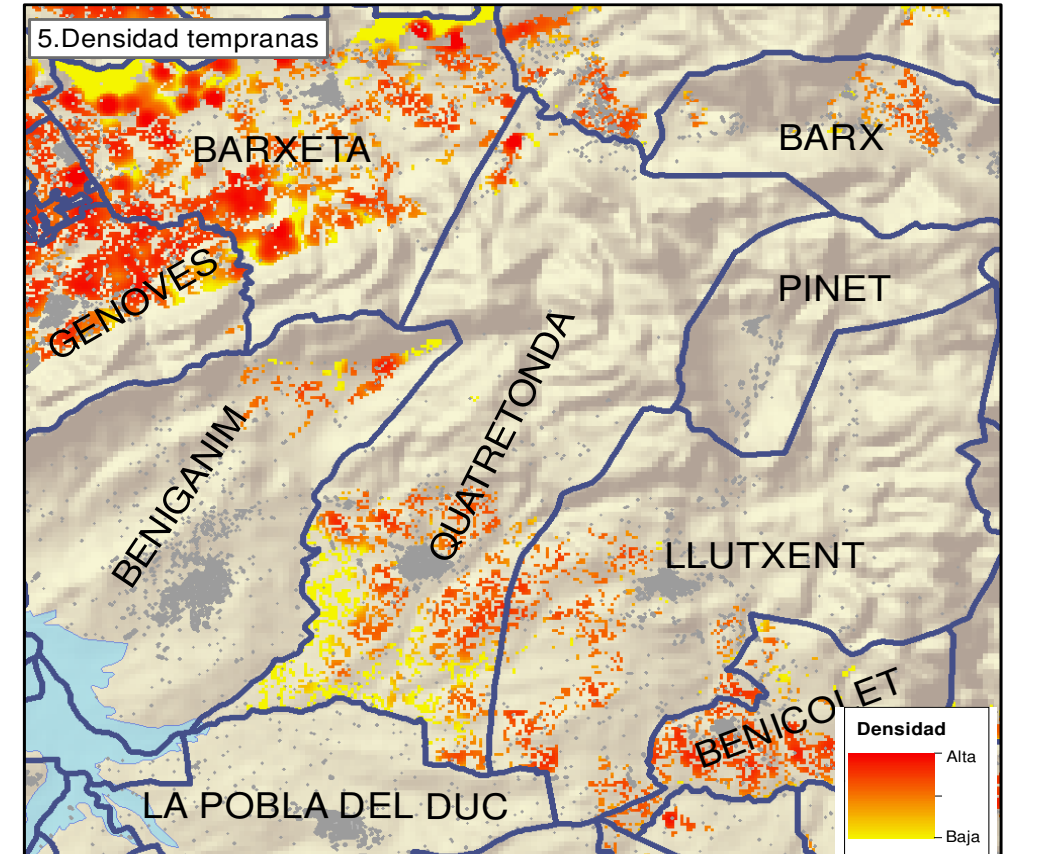 5.Densidad tempranas
BARXETA
BARX
GENOVES
PINET
QUATRETONDA
BENIGANIM
LLUTXENT
BENICOLET
LA POBLA DEL DUC
Densidad
Alta
Baja